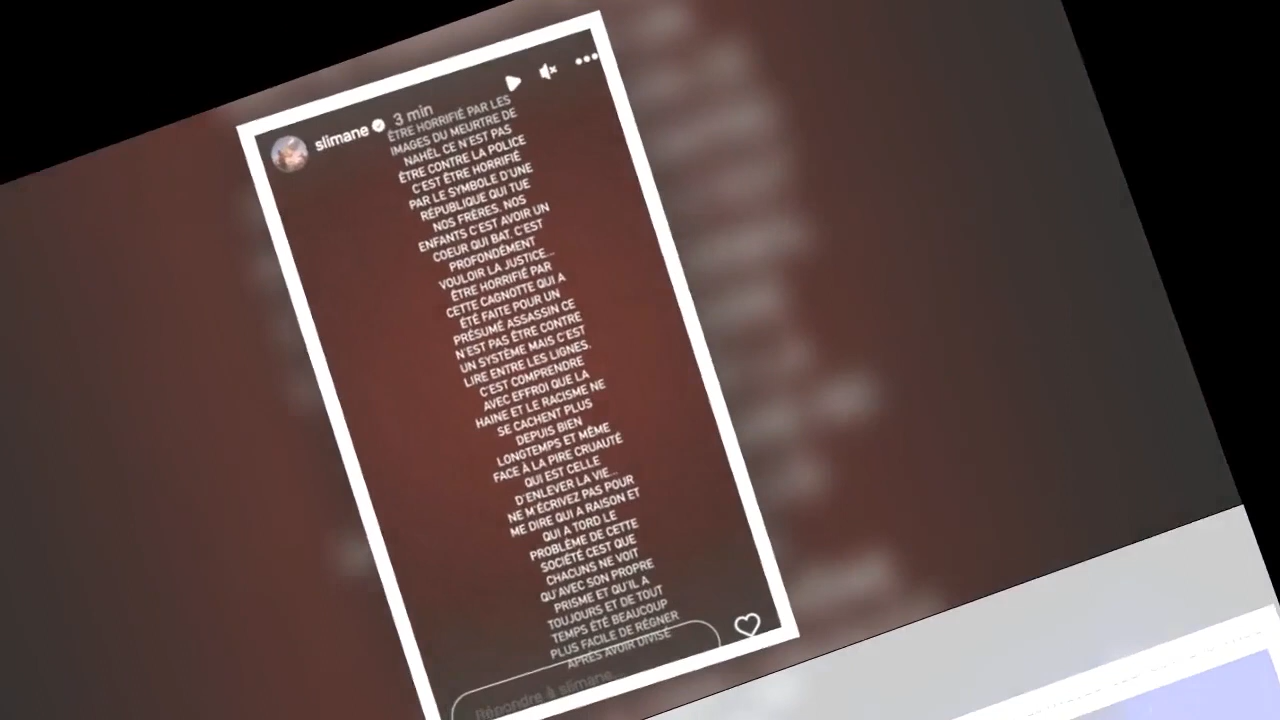 slimane 3 min
ÊTRE HORRIFIÉ PAR LES
IMAGES DU MEURTRE DE
NAHËL CE N'EST PAS
ÊTRE CONTRE LA POLICE
C'EST ÊTRE HORRIFIÉ
PAR LE SYMBOLE D'UNE
RÉPUBLIQUE QUI TUE
NOS FRÈRES, NOS
ENFANTS C'EST AVOIR UN
COEUR QUI BAT, C'EST
PROFONDÉMENT
VOULOIR LA JUSTICE...
ÊTRE HORRIFIÉ PAR
CETTE CAGNOTTE QUI A
ÉTÉ FAITE POUR UN
PRÉSUMÉ ASSASSIN CE
N'EST PAS ÊTRE CONTRE
UN SYSTÈME MAIS C'EST
LIRE ENTRE LES LIGNES,
C'EST COMPRENDRE
AVEC EFFROI QUE LA
HAINE ET LE RACISME NE
SE CACHENT PLUS
DEPUIS BIEN
LONGTEMPS ET MÊME
FACE À LA PIRE CRUAUTÉ
QUI EST CELLE
D'ENLEVER LA VIE...
NE M'ÉCRIVEZ PAS POUR
ME DIRE QUI A RAISON ET
QUI A TORD LE
PROBLÈME DE CETTE
SOCIÉTÉ CEST QUE
CHACUNS NE VOIT
QU'AVEC SON PROPRE
PRISME ET QU'IL A
TOUJOURS ET DE TOUT
TEMPS ÉTÉ BEAUCOUP
PLUS FACILE DE RÉGNER
APRÈS AVOIR DIVISÉ
Répondre à slimane...